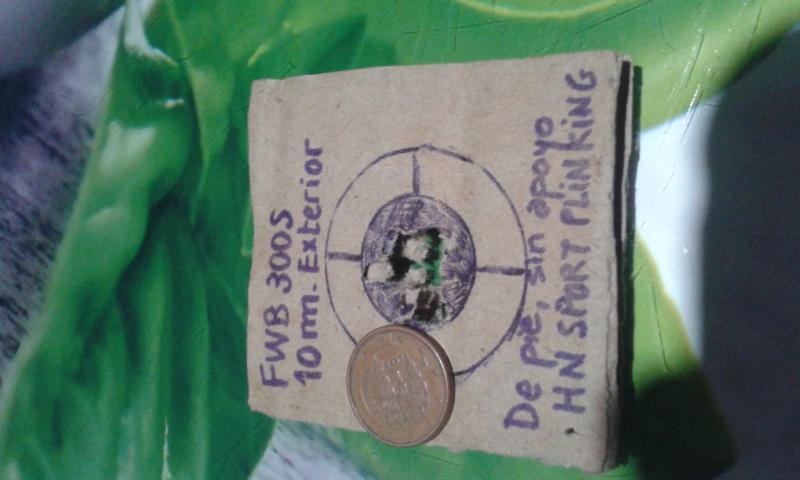 FWB 300S
10 m. Exterior
De pie, sin apoyo
HN SPORT PLINKING